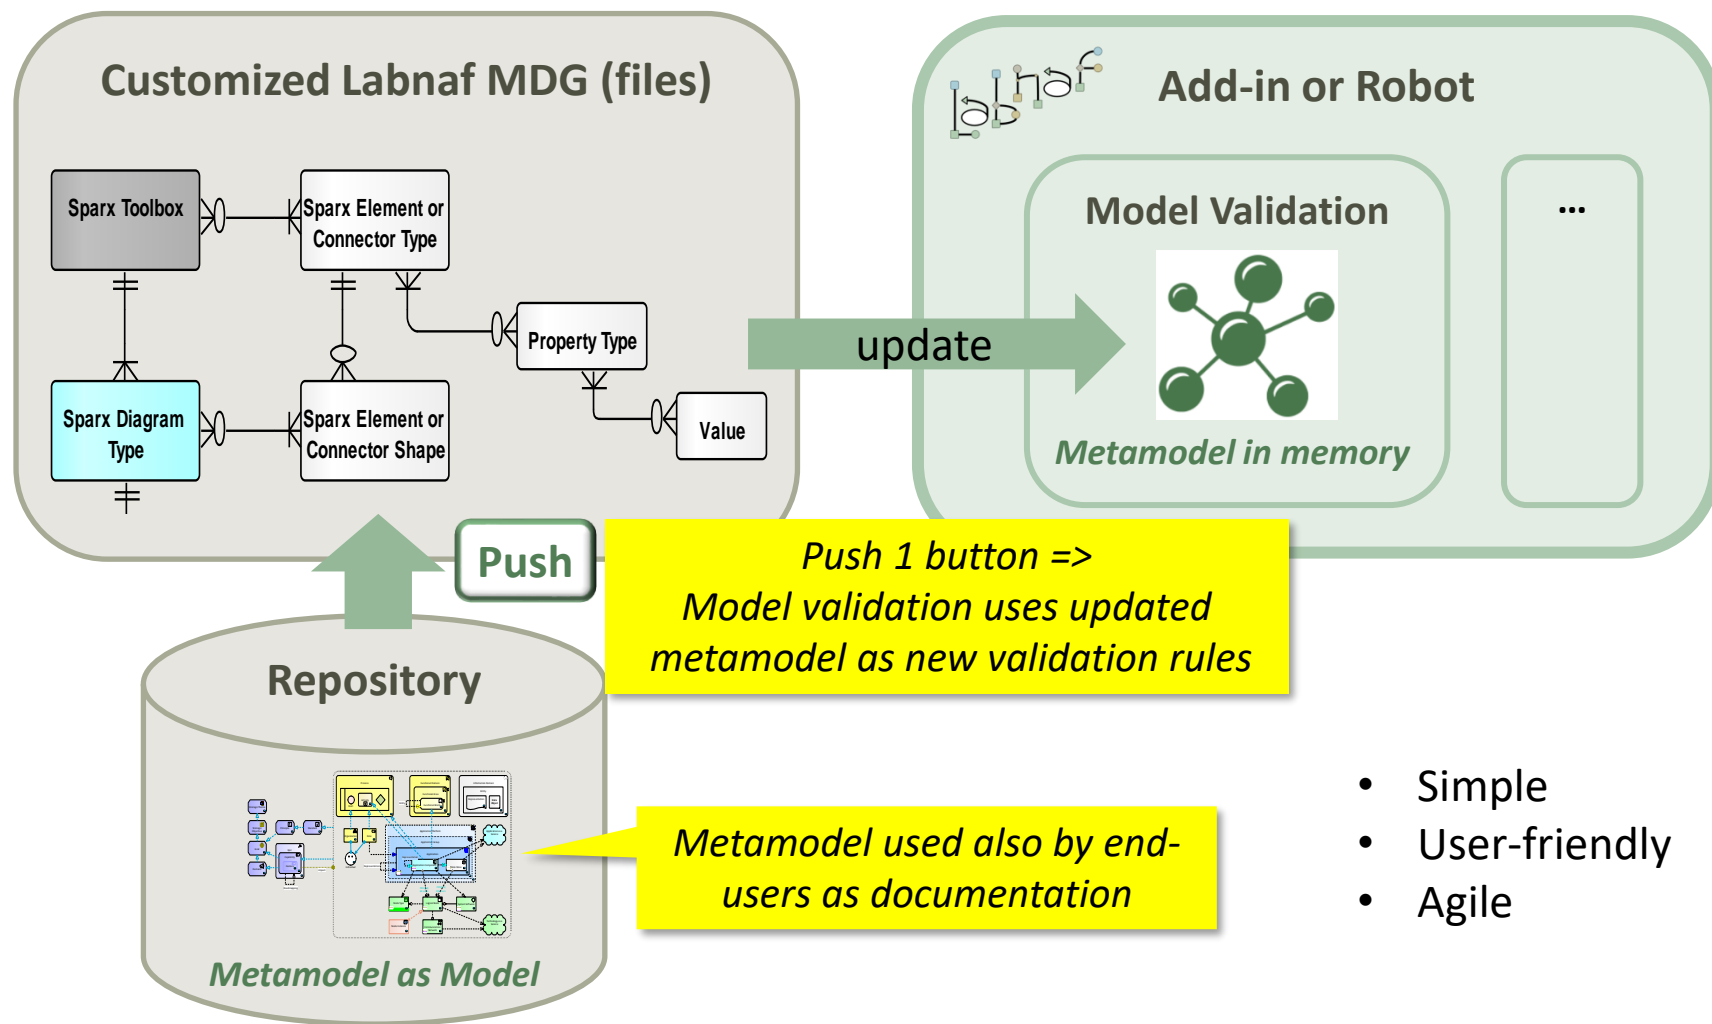 Customized Labnaf MDG (files)
Sparx Toolbox
Sparx Element or
Connector Type
Property Type
Value
Sparx Diagram
Type
Sparx Element or
Connector Shape
labnaf
Add-in or Robot
Model Validation
Metamodel in memory
...
update
Push
Push 1 button =>
Model validation uses updated
metamodel as new validation rules
Repository
Metamodel as Model
Metamodel used also by end-
users as documentation
• Simple
• User-friendly
• Agile